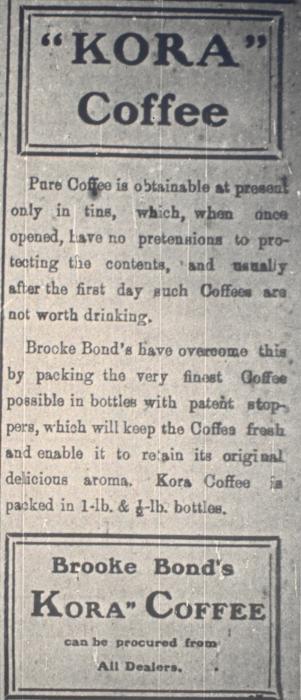 "KORA"
Coffee
Pure Coffee is obtainable at present
only in tins, which, when once
opened, have no pretensions to pro-
tecting the contents, and usually
after the first day such Coffees are
not worth drinking.
Brooke Bond's have overcome this
by packing the very finest Coffee
possible in bottles with patent stop-
pers, which will keep the Coffee fresh
and enable it to retain its original
delicious aroma. Kora Coffee is
packed in 1-lb. & ½-lb. bottles.
Brooke Bond's
KORA" COFFEE
can be procured from
All Dealers.